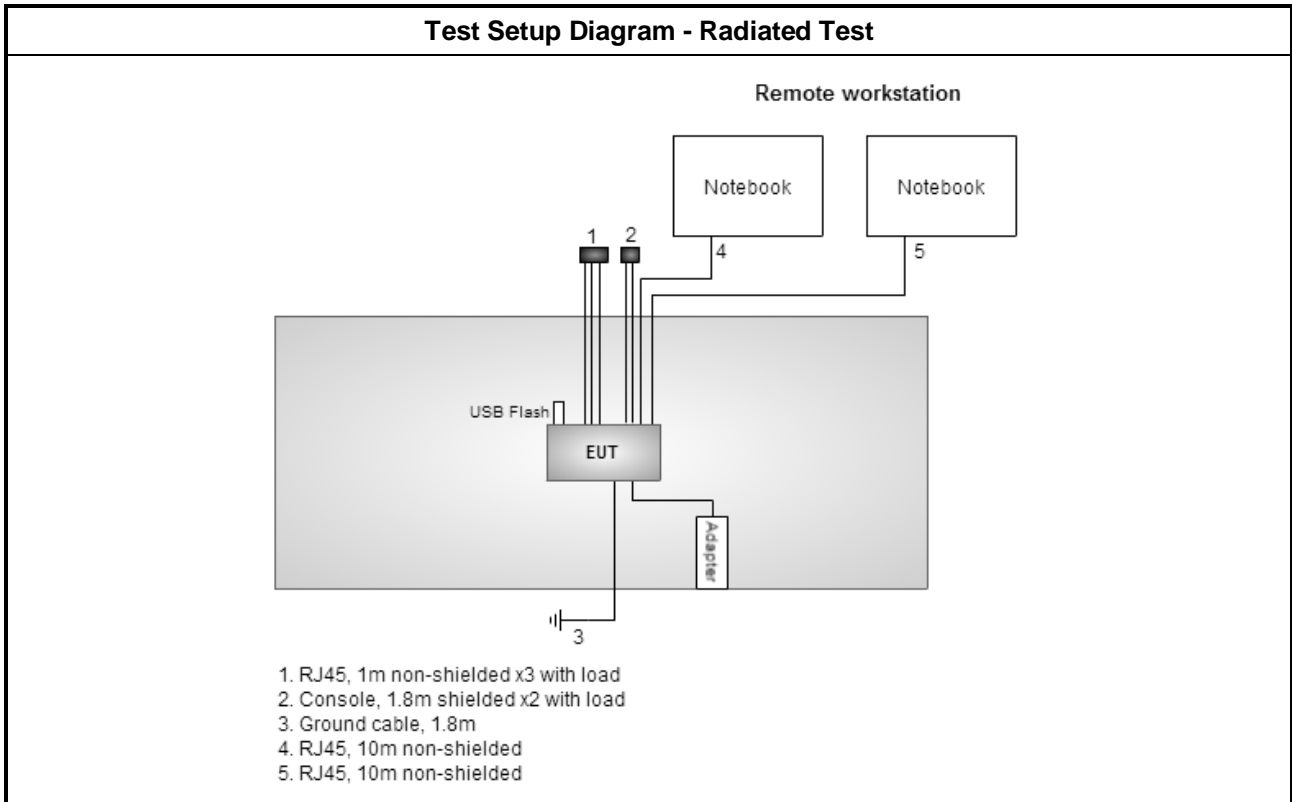 Test Setup Diagram - Radiated Test
Remote workstation
Notebook
Notebook
1
2
4
5
USB Flash
EUT
Adapter
3
1. RJ45, 1m non-shielded x3 with load
2. Console, 1.8m shielded x2 with load
3. Ground cable, 1.8m
4. RJ45, 10m non-shielded
5. RJ45, 10m non-shielded